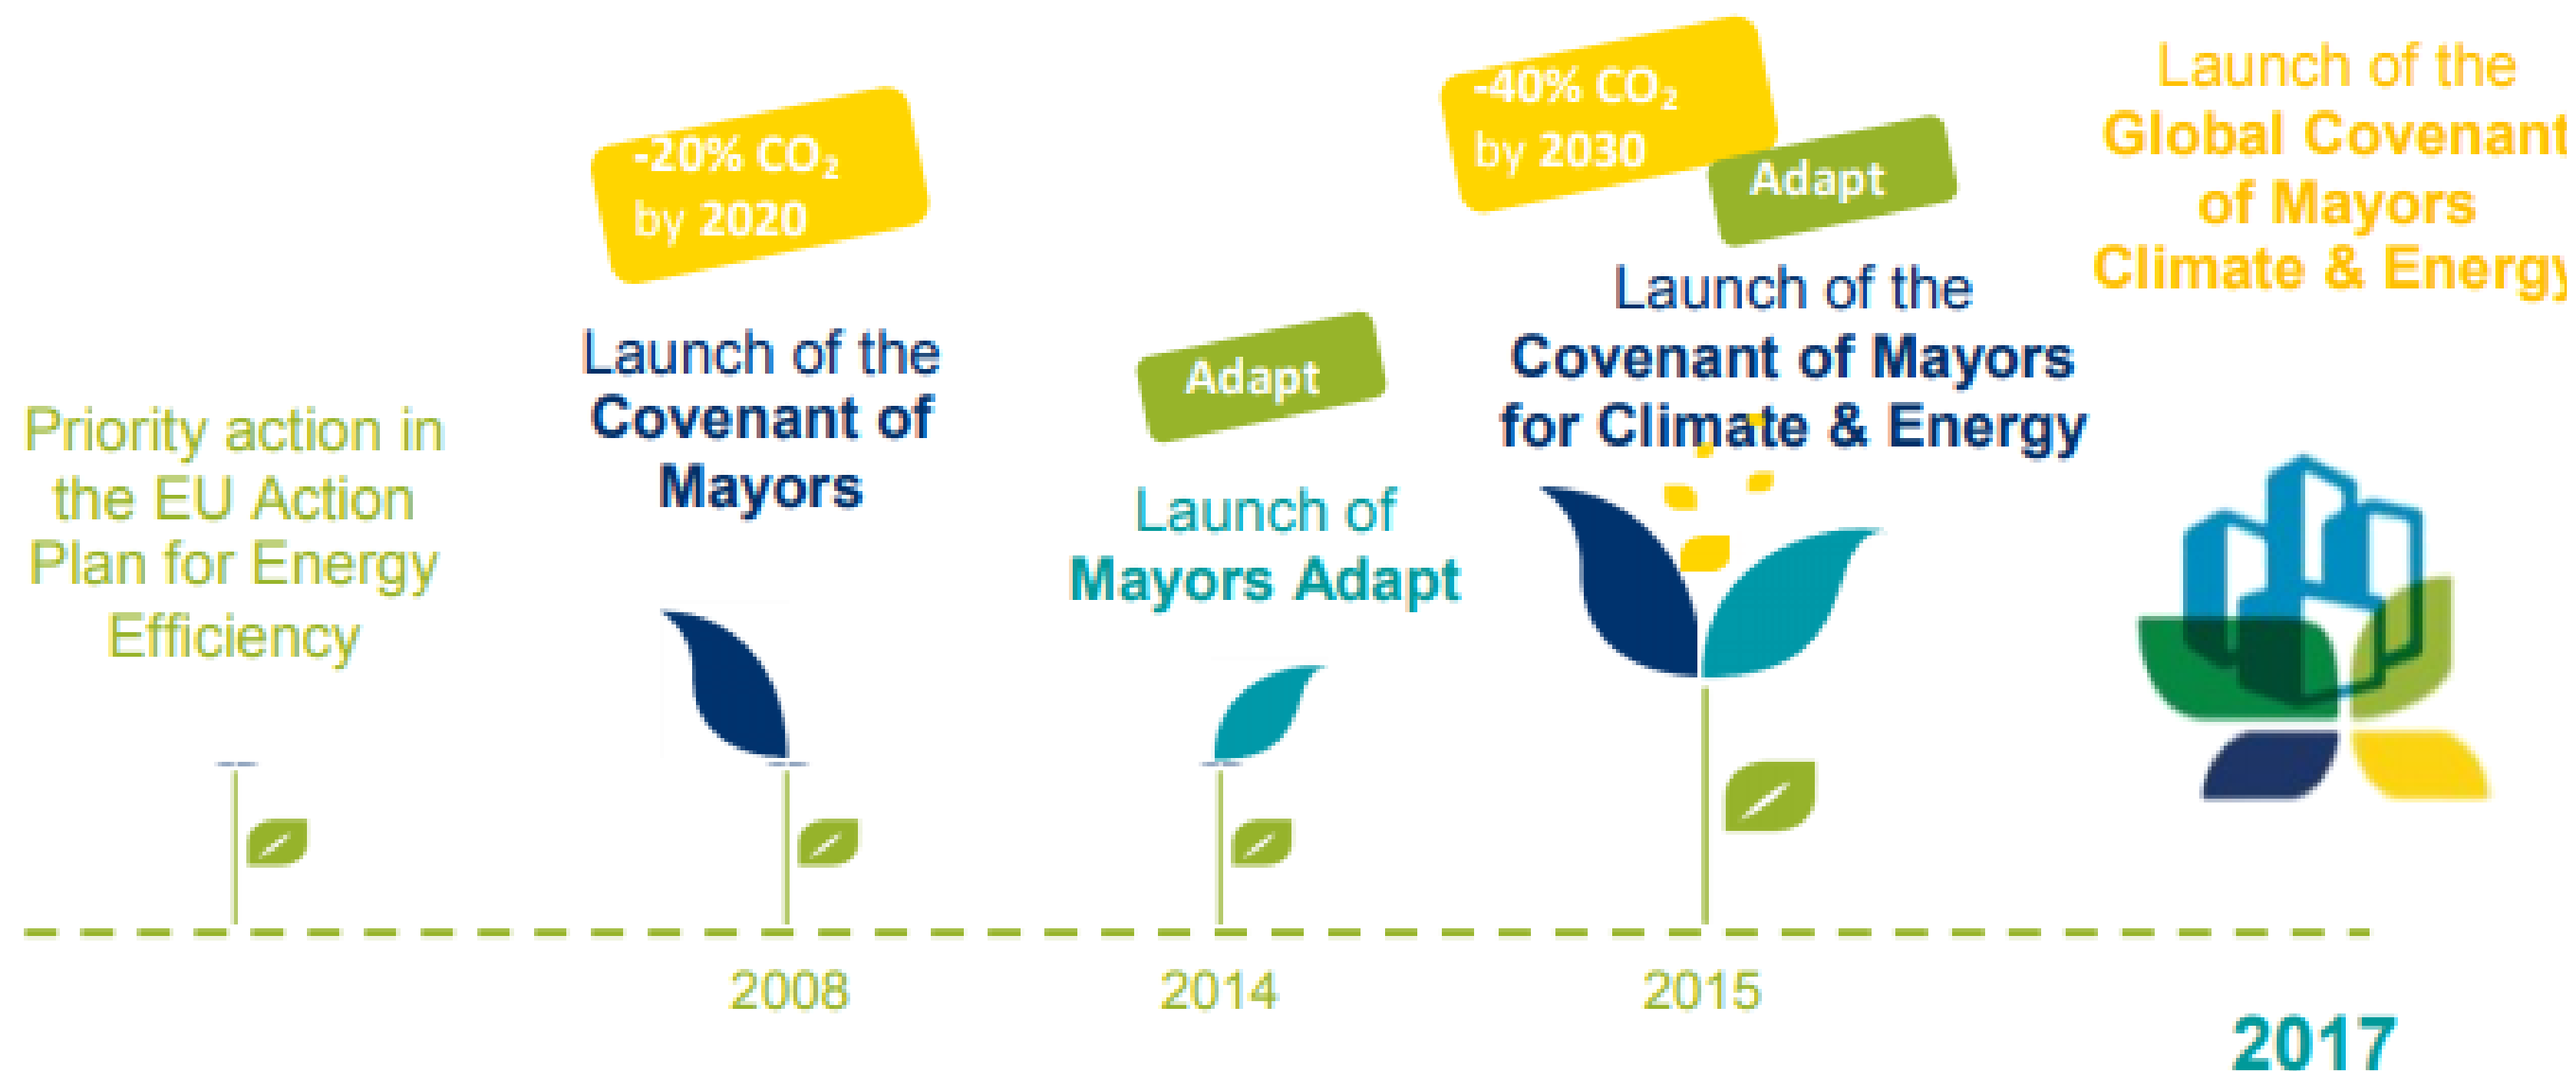 Priority action in
the EU Action
Plan for Energy
Efficiency
-20% CO₂
by 2020
Launch of the
Covenant of
Mayors
2008
Adapt
Launch of
Mayors Adapt
2014
-40% CO₂
by 2030
Adapt
Launch of the
Covenant of Mayors
for Climate & Energy
2015
Launch of the
Global Covenant
of Mayors
Climate & Energy
2017